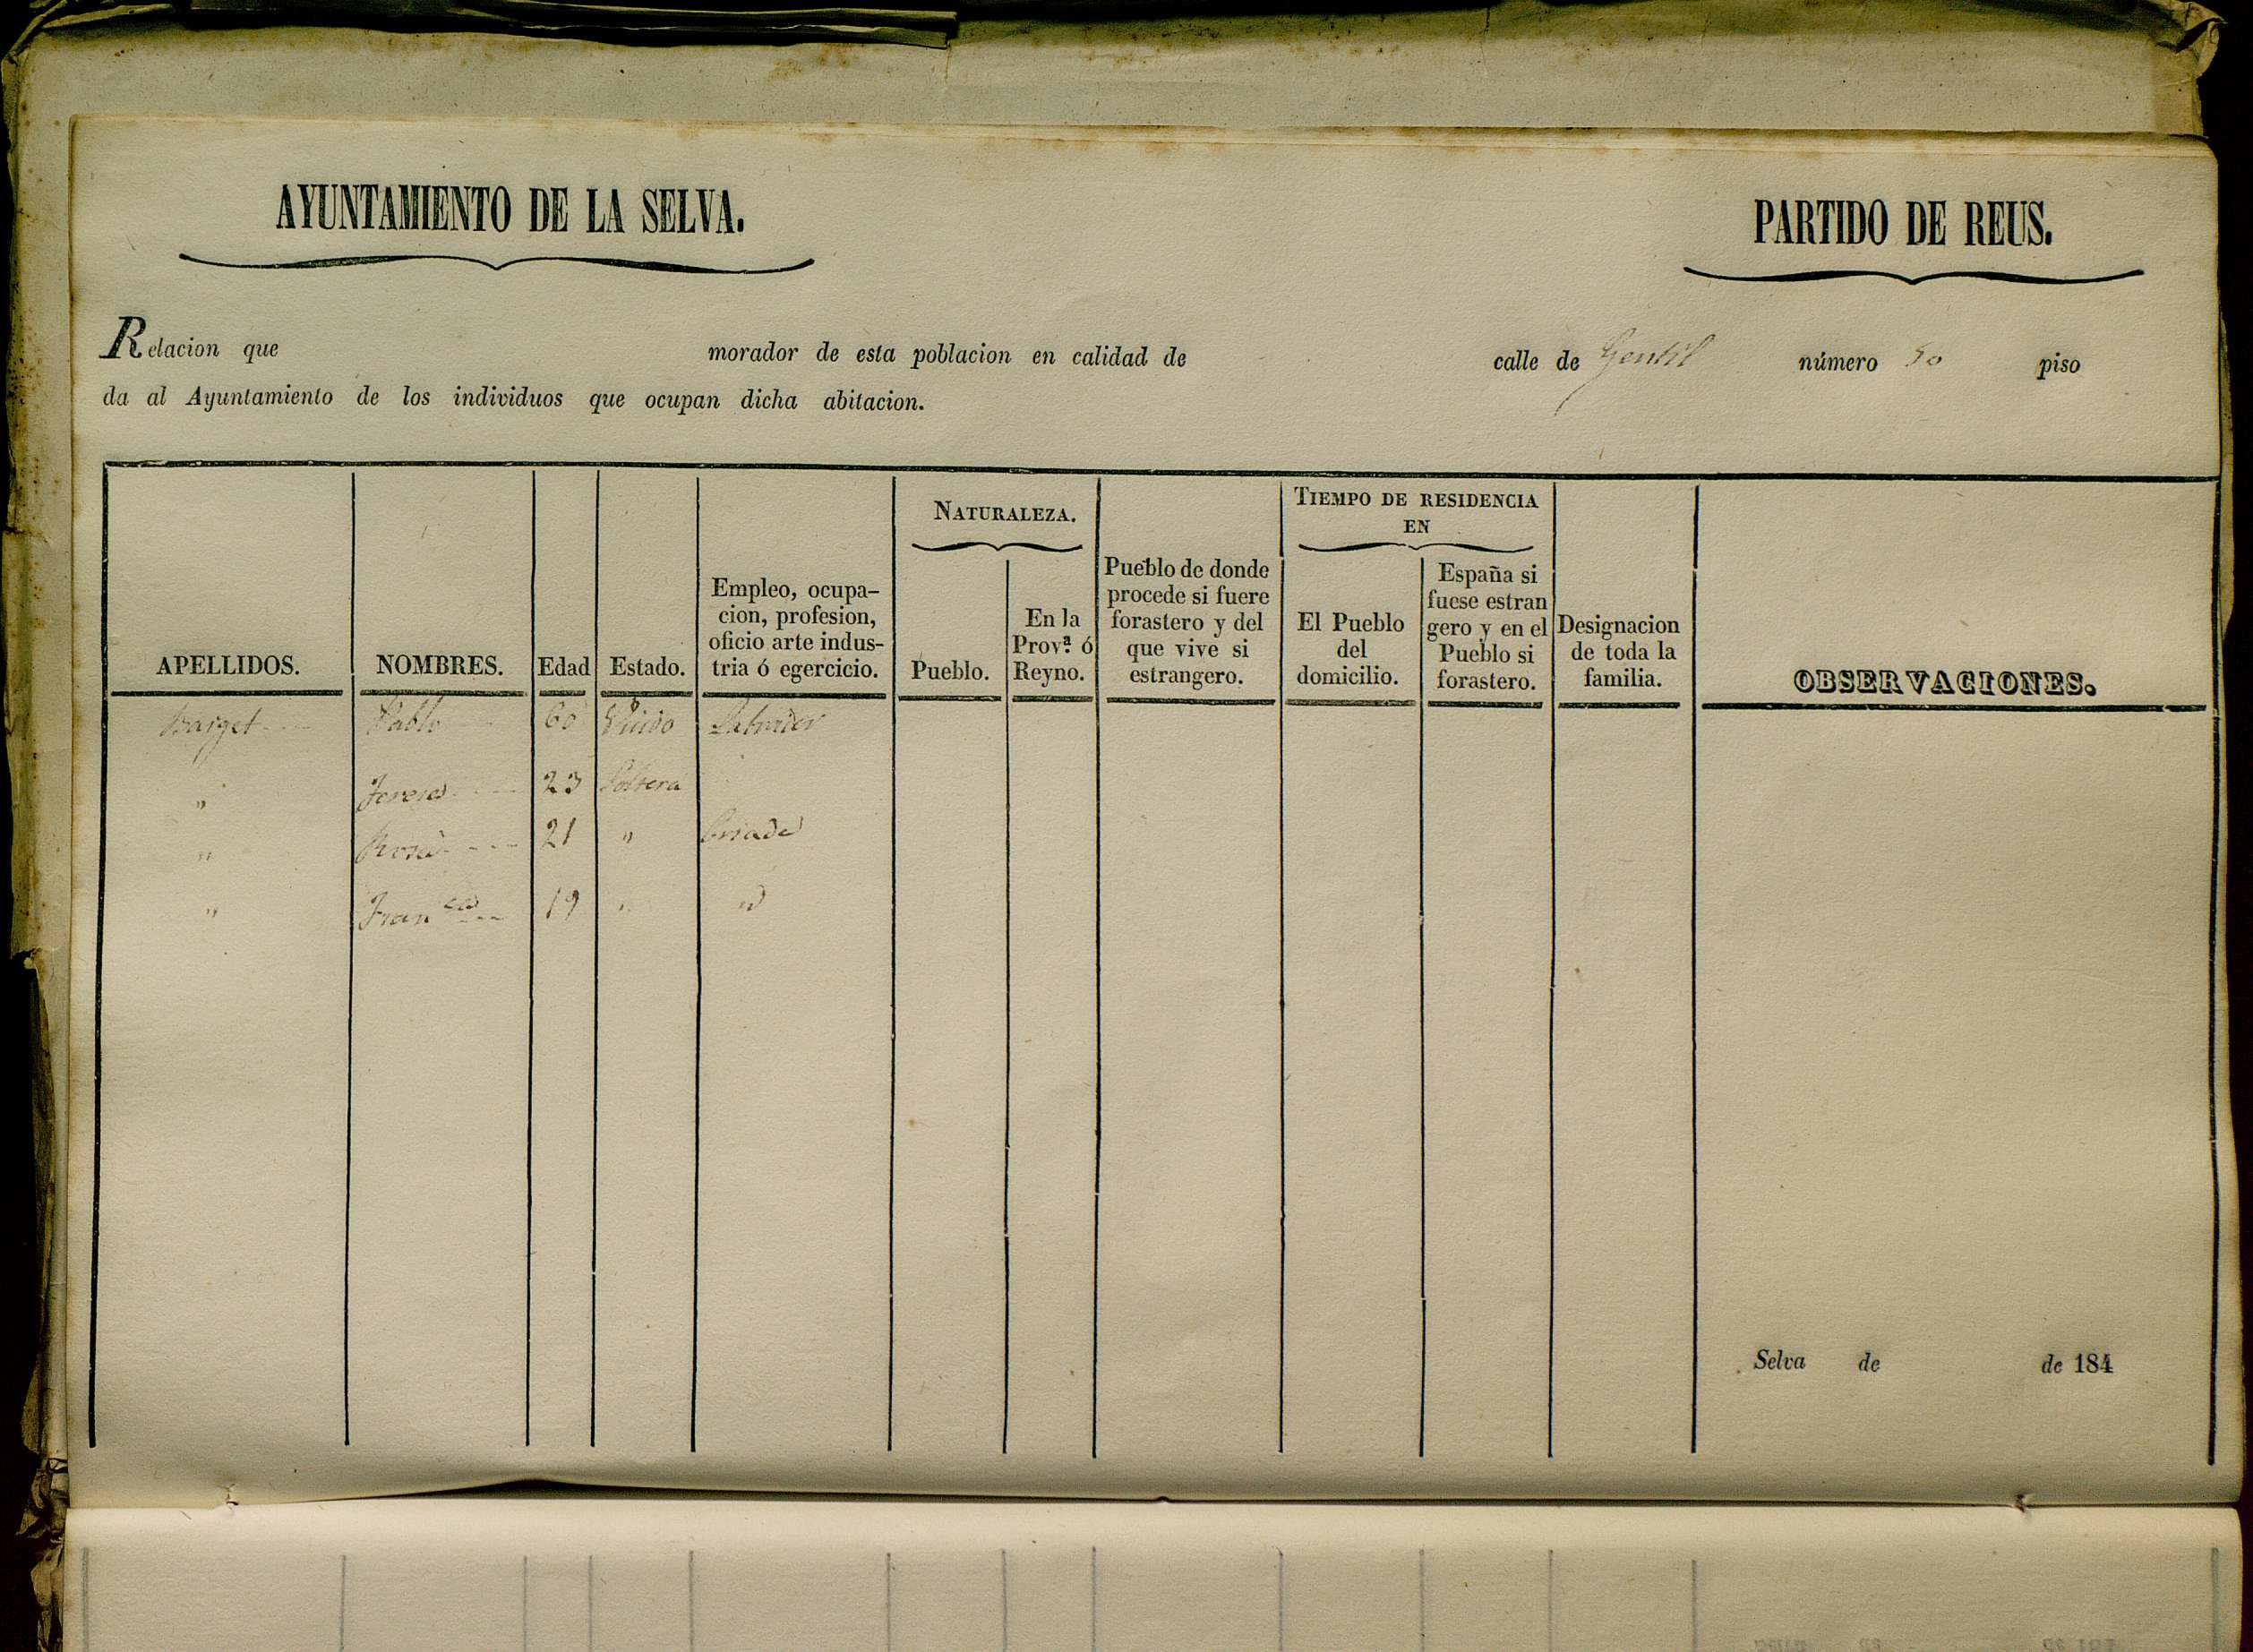 AYUNTAMIENTO DE LA SELVA.
PARTIDO DE REUS.
Relacion que morador de esta poblacion en calidad de calle de Gentil número 50 piso
da al Ayuntamiento de los individuos que ocupan dicha abitacion.
APELLIDOS.
NOMBRES.
Edad
Estado.
Empleo, ocupa-
cion, profesion,
oficio arte indus-
tria ó egercicio.
NATURALEZA.
Pueblo.
En la
Prov.ª ó
Reyno.
Pueblo de donde
procede si fuere
forastero y del
que vive si
estrangero.
TIEMPO DE RESIDENCIA
EN
El Pueblo
del
domicilio.
España si
fuese estran
gero y en el
Pueblo si
forastero.
Designacion
de toda la
familia.
OBSERVACIONES.
Barget Pablo 60 Viudo Labrador
" Teresa 23 Soltera
" Rosa 21 " Criada
" Fran.ca 19 " "
Selva de de 184